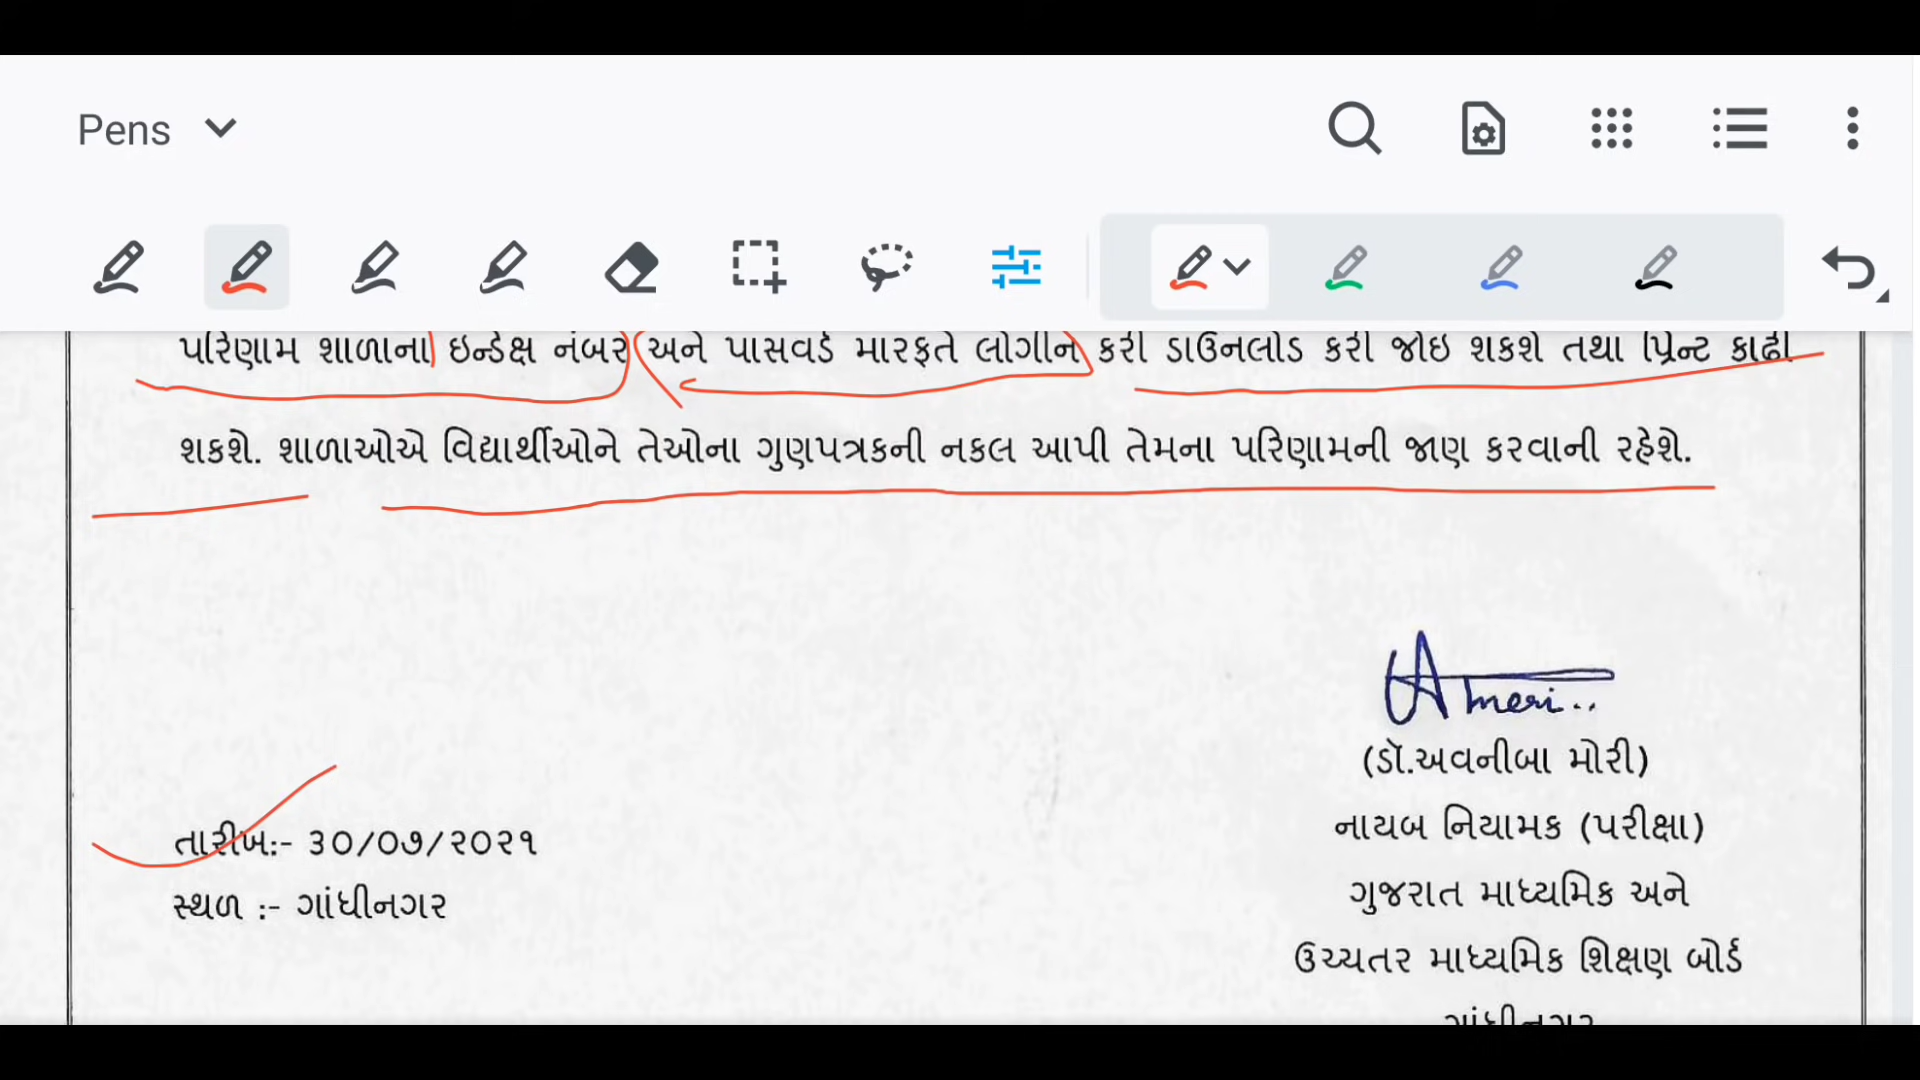 Pens
પરિણામ શાળાના ઇન્ડેક્ષ નંબર અને પાસવર્ડ મારફતે લોગીન કરી ડાઉનલોડ કરી જોઇ શકશે તથા પ્રિન્ટ કાઢી
શકશે. શાળાઓએ વિદ્યાર્થીઓને તેઓના ગુણપત્રકની નકલ આપી તેમના પરિણામની જાણ કરવાની રહેશે.
(ડૉ.અવનીબા મોરી)
નાયબ નિયામક (પરીક્ષા)
તારીખ:- ૩૦/૦૭/૨૦૨૧
ગુજરાત માધ્યમિક અને
સ્થળ :- ગાંધીનગર
ઉચ્ચતર માધ્યમિક શિક્ષણ બોર્ડ
ગાંધીનગર